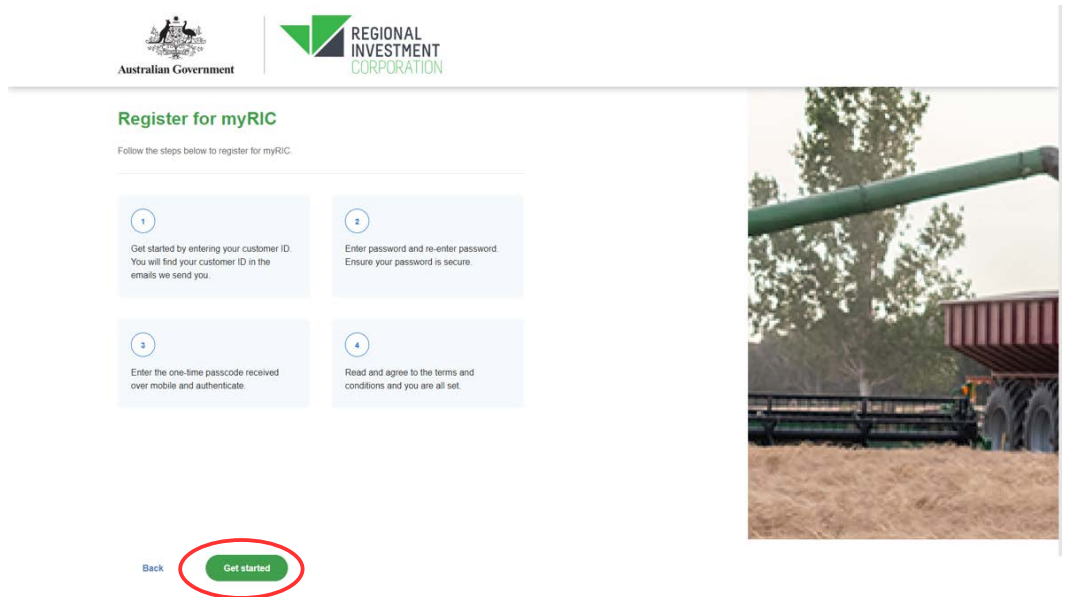 Australian Government
REGIONAL
INVESTMENT
CORPORATION
Register for myRIC
Follow the steps below to register for myRIC.
1
Get started by entering your customer ID.
You will find your customer ID in the
emails we send you.
2
Enter password and re-enter password.
Ensure your password is secure.
3
Enter the one-time passcode received
over mobile and authenticate.
4
Read and agree to the terms and
conditions and you are all set.
Back
Get started